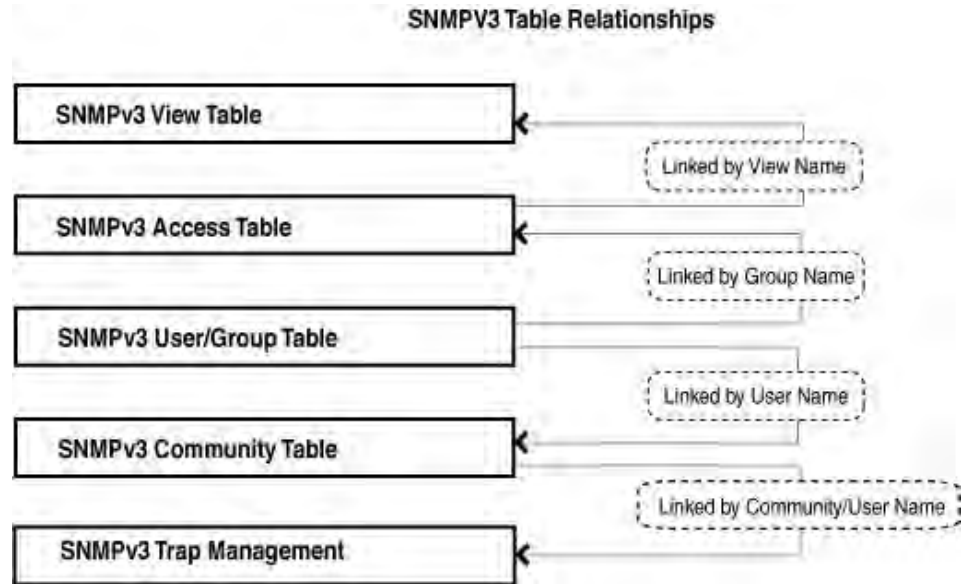 SNMPV3 Table Relationships
SNMPv3 View Table
Linked by View Name
SNMPv3 Access Table
Linked by Group Name
SNMPv3 User/Group Table
Linked by User Name
SNMPv3 Community Table
Linked by Community/User Name
SNMPv3 Trap Management